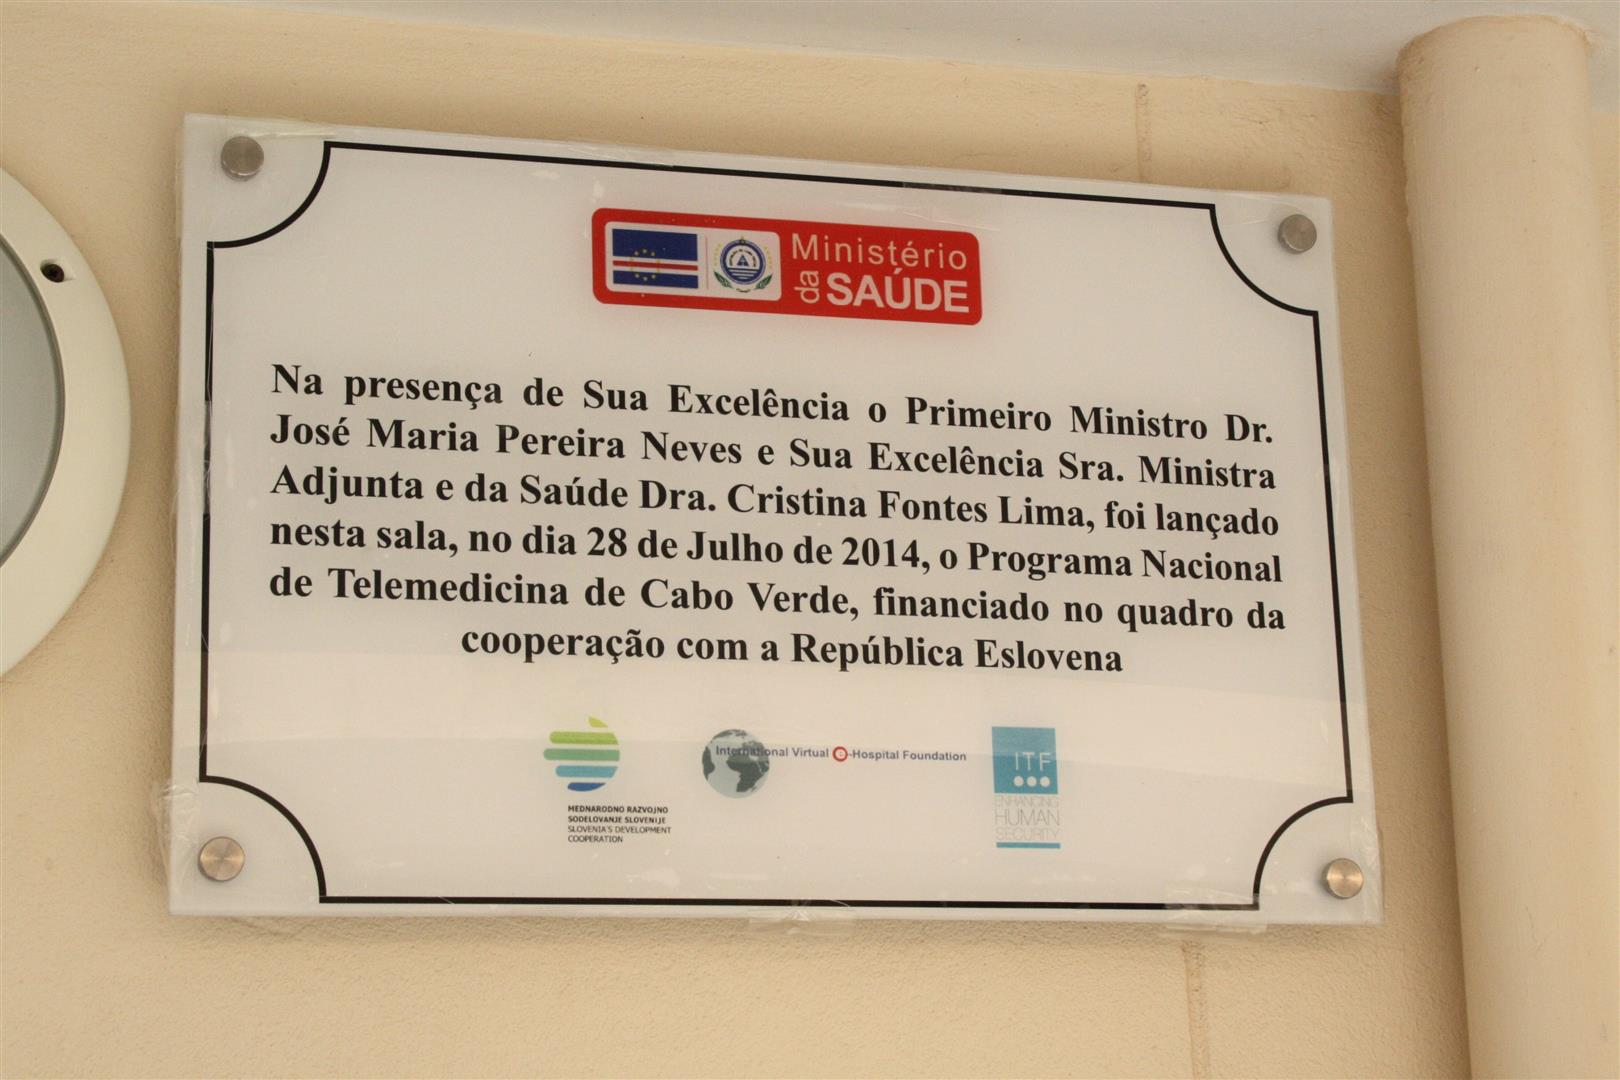 Ministério
da SAÚDE
Na presença de Sua Excelência o Primeiro Ministro Dr.
José Maria Pereira Neves e Sua Excelência Sra. Ministra
Adjunta e da Saúde Dra. Cristina Fontes Lima, foi lançado
nesta sala, no dia 28 de Julho de 2014, o Programa Nacional
de Telemedicina de Cabo Verde, financiado no quadro da
cooperação com a República Eslovena
MEDNARODNO RAZVOJNO
SODELOVANJE SLOVENIJE
SLOVENIA'S DEVELOPMENT
COOPERATION
International Virtual e-Hospital Foundation
ITF
ENHANCING
HUMAN
SECURITY